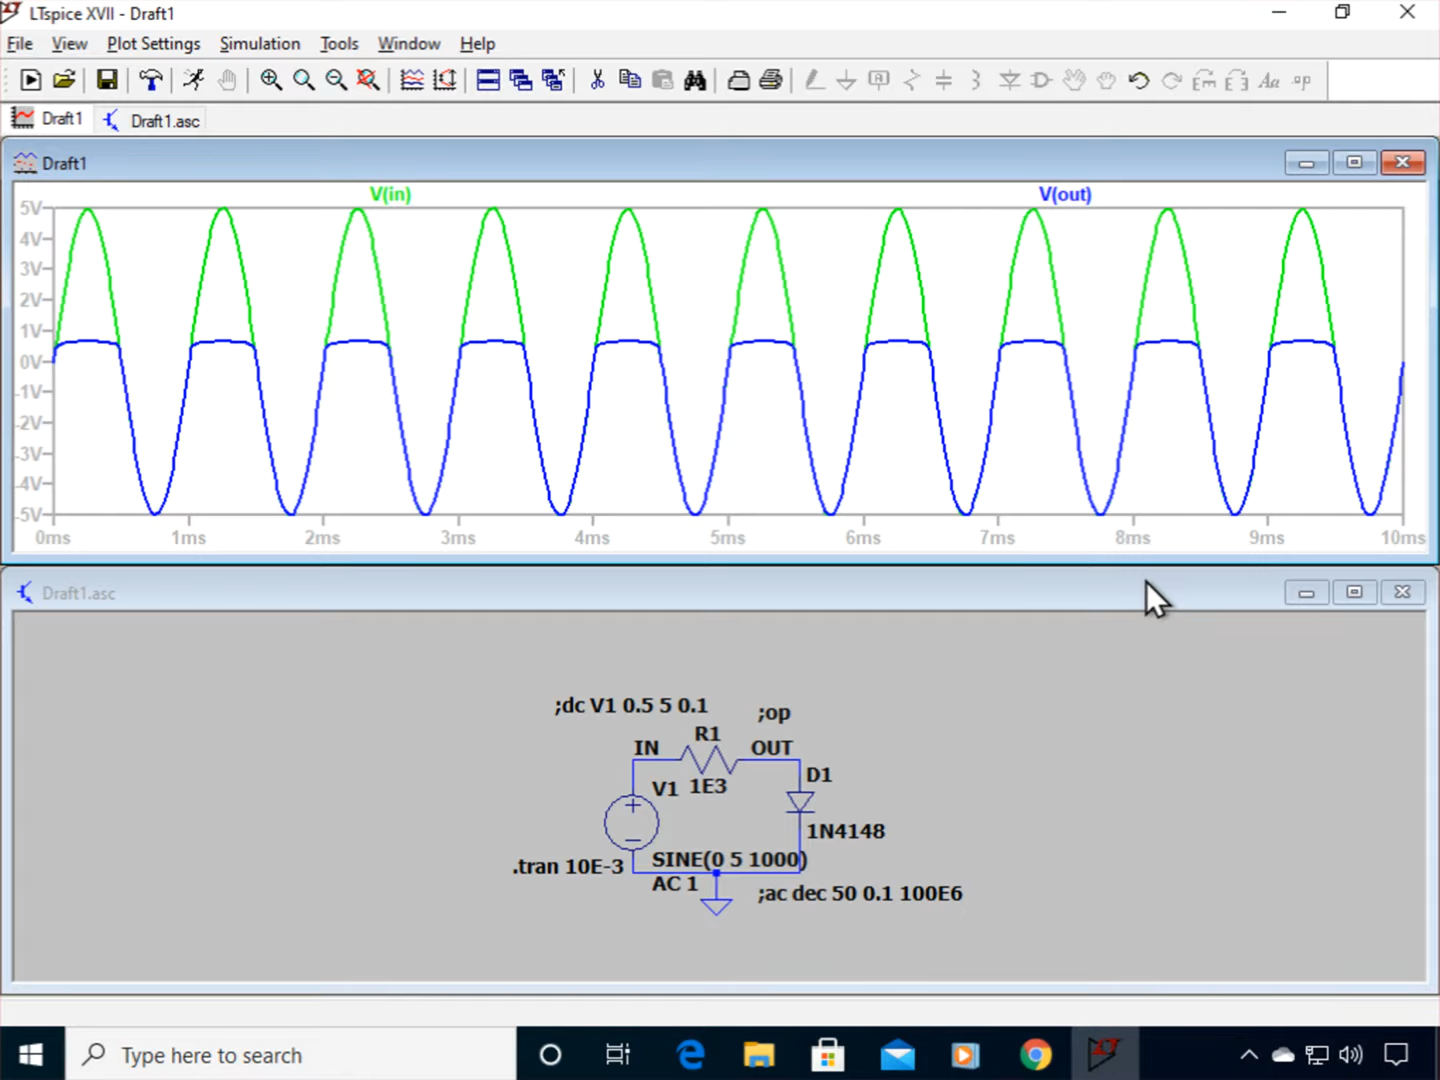 LTspice XVII - Draft1
File View Plot Settings Simulation Tools Window Help
Draft1 Draft1.asc
Draft1
V(in) V(out)
5V
4V
3V
2V
1V
0V
-1V
-2V
-3V
-4V
-5V
0ms 1ms 2ms 3ms 4ms 5ms 6ms 7ms 8ms 9ms 10ms
Draft1.asc
;dc V1 0.5 5 0.1 ;op
R1
IN OUT
D1
V1 1E3
1N4148
SINE(0 5 1000)
.tran 10E-3
AC 1
;ac dec 50 0.1 100E6
Type here to search